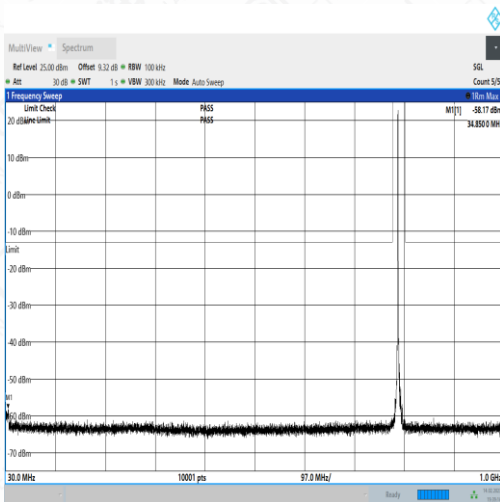 MultiView Spectrum
Ref Level 25.00 dBm Offset 9.32 dB RBW 100 kHz SGL
Att 30 dB SWT 1 s VBW 300 kHz Mode Auto Sweep Count 5/5
1 Frequency Sweep 1Rm Max
Limit Check PASS M1[1] -58.17 dBm
20 dBm Line Limit PASS 34.8500 MHz
10 dBm
0 dBm
-10 dBm
Limit
-20 dBm
-30 dBm
-40 dBm
-50 dBm
M1
-60 dBm
-70 dBm
30.0 MHz 10001 pts 97.0 MHz/ 1.0 GHz
Ready